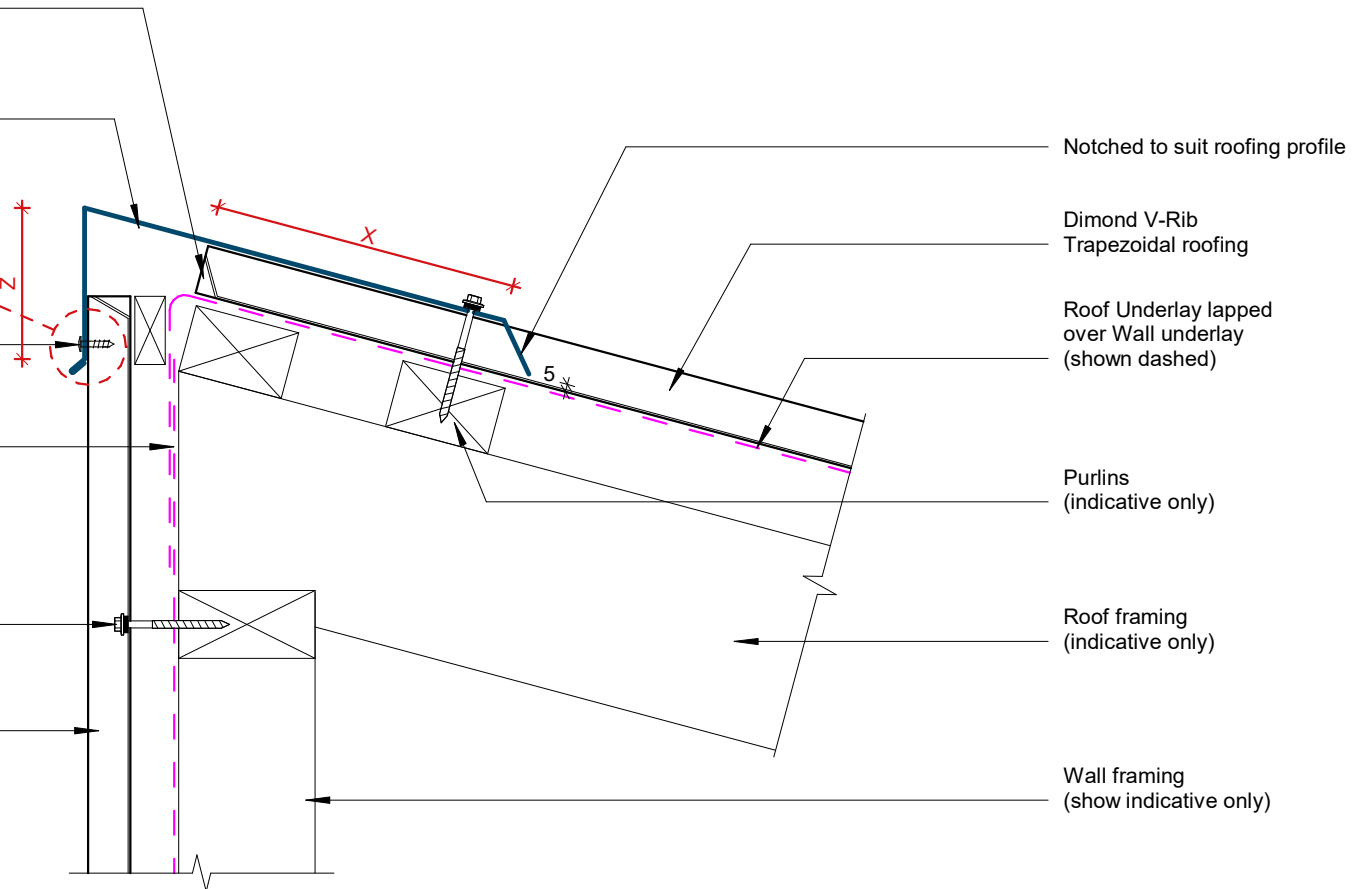 Notched to suit roofing profile
Dimond V-Rib
Trapezoidal roofing
X
Z
Roof Underlay lapped
over Wall underlay
(shown dashed)
5
Purlins
(indicative only)
Roof framing
(indicative only)
Wall framing
(show indicative only)